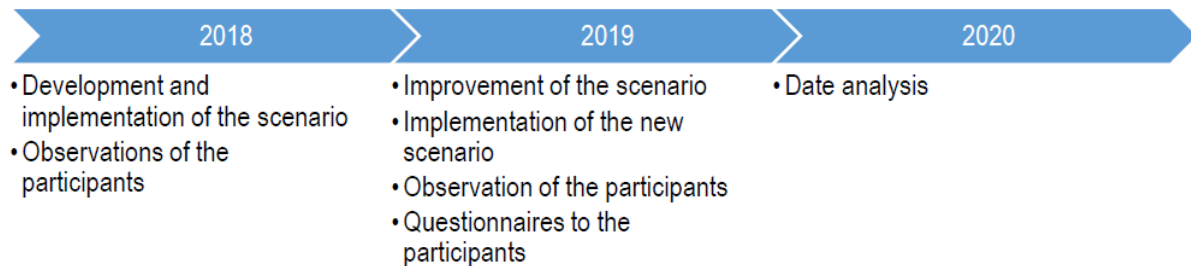 2018
• Development and
implementation of the scenario
• Observations of the
participants
2019
• Improvement of the scenario
• Implementation of the new
scenario
• Observation of the participants
• Questionnaires to the
participants
2020
• Date analysis